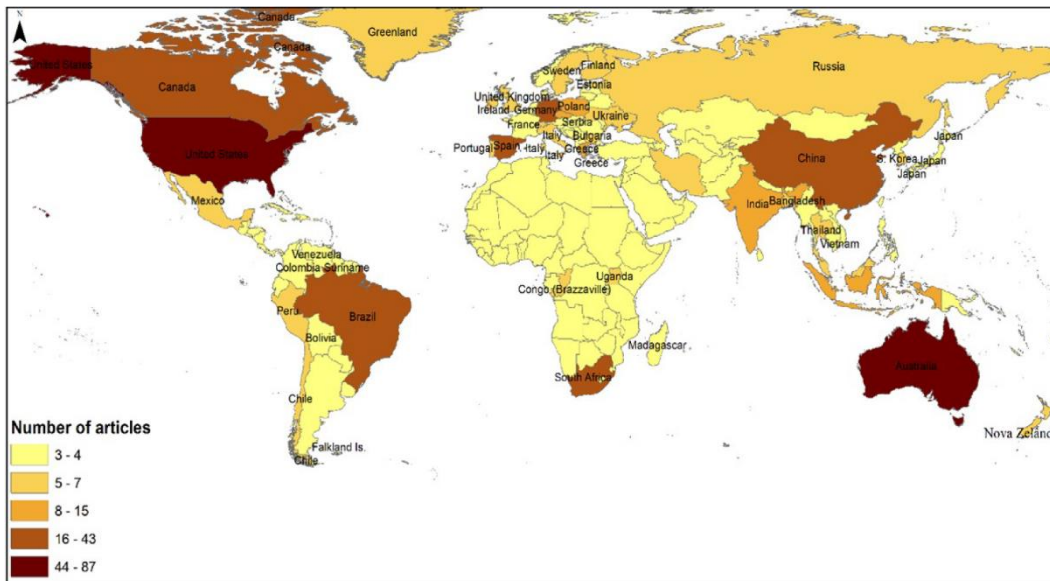 N
Canada
Greenland
Canada
United States
Canada
Sweden
Finland
Estonia
Russia
United Kingdom
Ireland
Germany
Poland
France
Serbia
Ukraine
Italy
Bulgaria
Portugal
Spain
Italy
Italy
Greece
Greece
United States
China
S. Korea
Japan
Japan
Japan
Mexico
India
Bangladesh
Thailand
Vietnam
Venezuela
Colombia
Suriname
Uganda
Congo (Brazzaville)
Peru
Brazil
Bolivia
Madagascar
South Africa
Australia
Chile
Nova Zelând
Falkland Is.
Chile
Number of articles
3 - 4
5 - 7
8 - 15
16 - 43
44 - 87